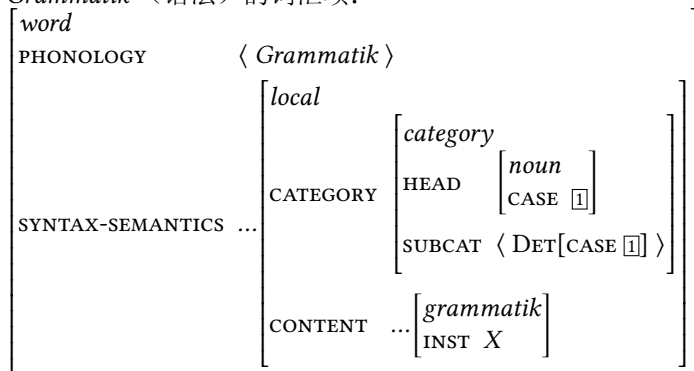 Grammatik（语法）的词汇项：
word
PHONOLOGY ⟨ Grammatik ⟩
local
category
HEAD noun
CASE 1
CATEGORY
SUBCAT ⟨ DET[CASE 1] ⟩
SYNTAX-SEMANTICS ...
CONTENT ... grammatik
INST X